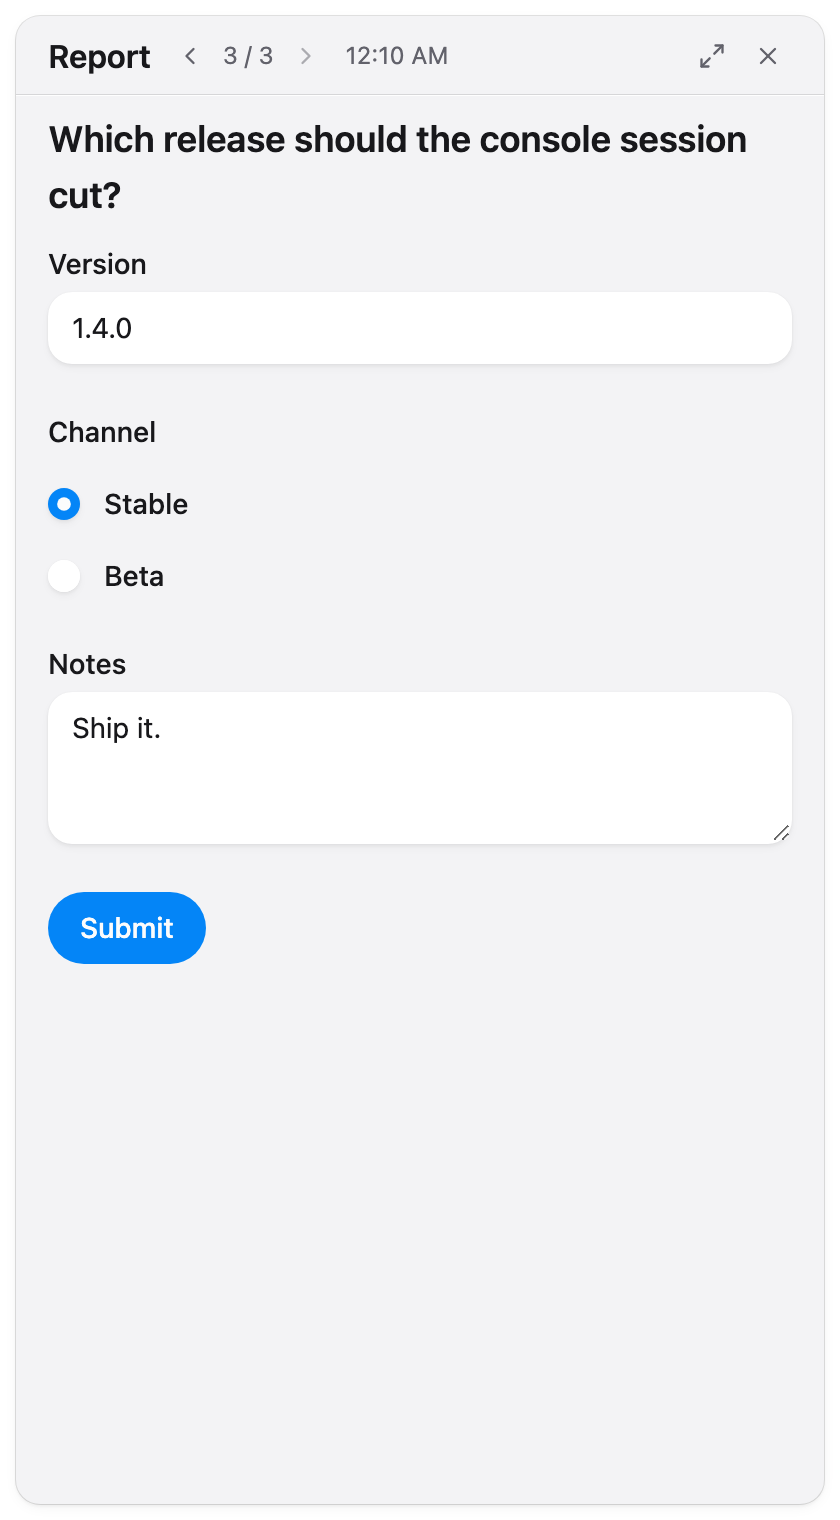 Report 3 / 3 12:10 AM
Which release should the console session
cut?
Version
1.4.0
Channel
Stable
Beta
Notes
Ship it.
Submit